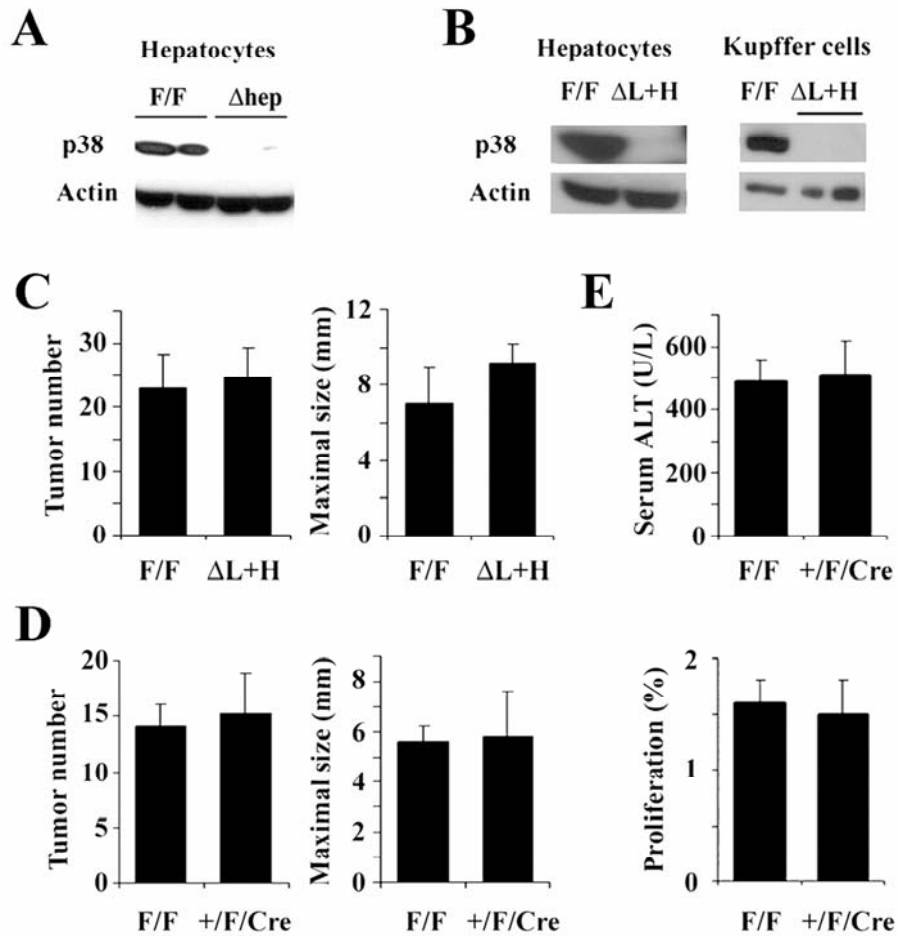 A
Hepatocytes
F/F Δhep
p38
Actin
B
Hepatocytes Kupffer cells
F/F ΔL+H F/F ΔL+H
p38
Actin
C
Tumor number
30
20
10
0
F/F ΔL+H
Maximal size (mm)
12
8
4
0
F/F ΔL+H
E
Serum ALT (U/L)
600
400
200
0
F/F +/F/Cre
D
Tumor number
20
15
10
5
0
F/F +/F/Cre
Maximal size (mm)
8
6
4
2
0
F/F +/F/Cre
Proliferation (%)
2
1
0
F/F +/F/Cre